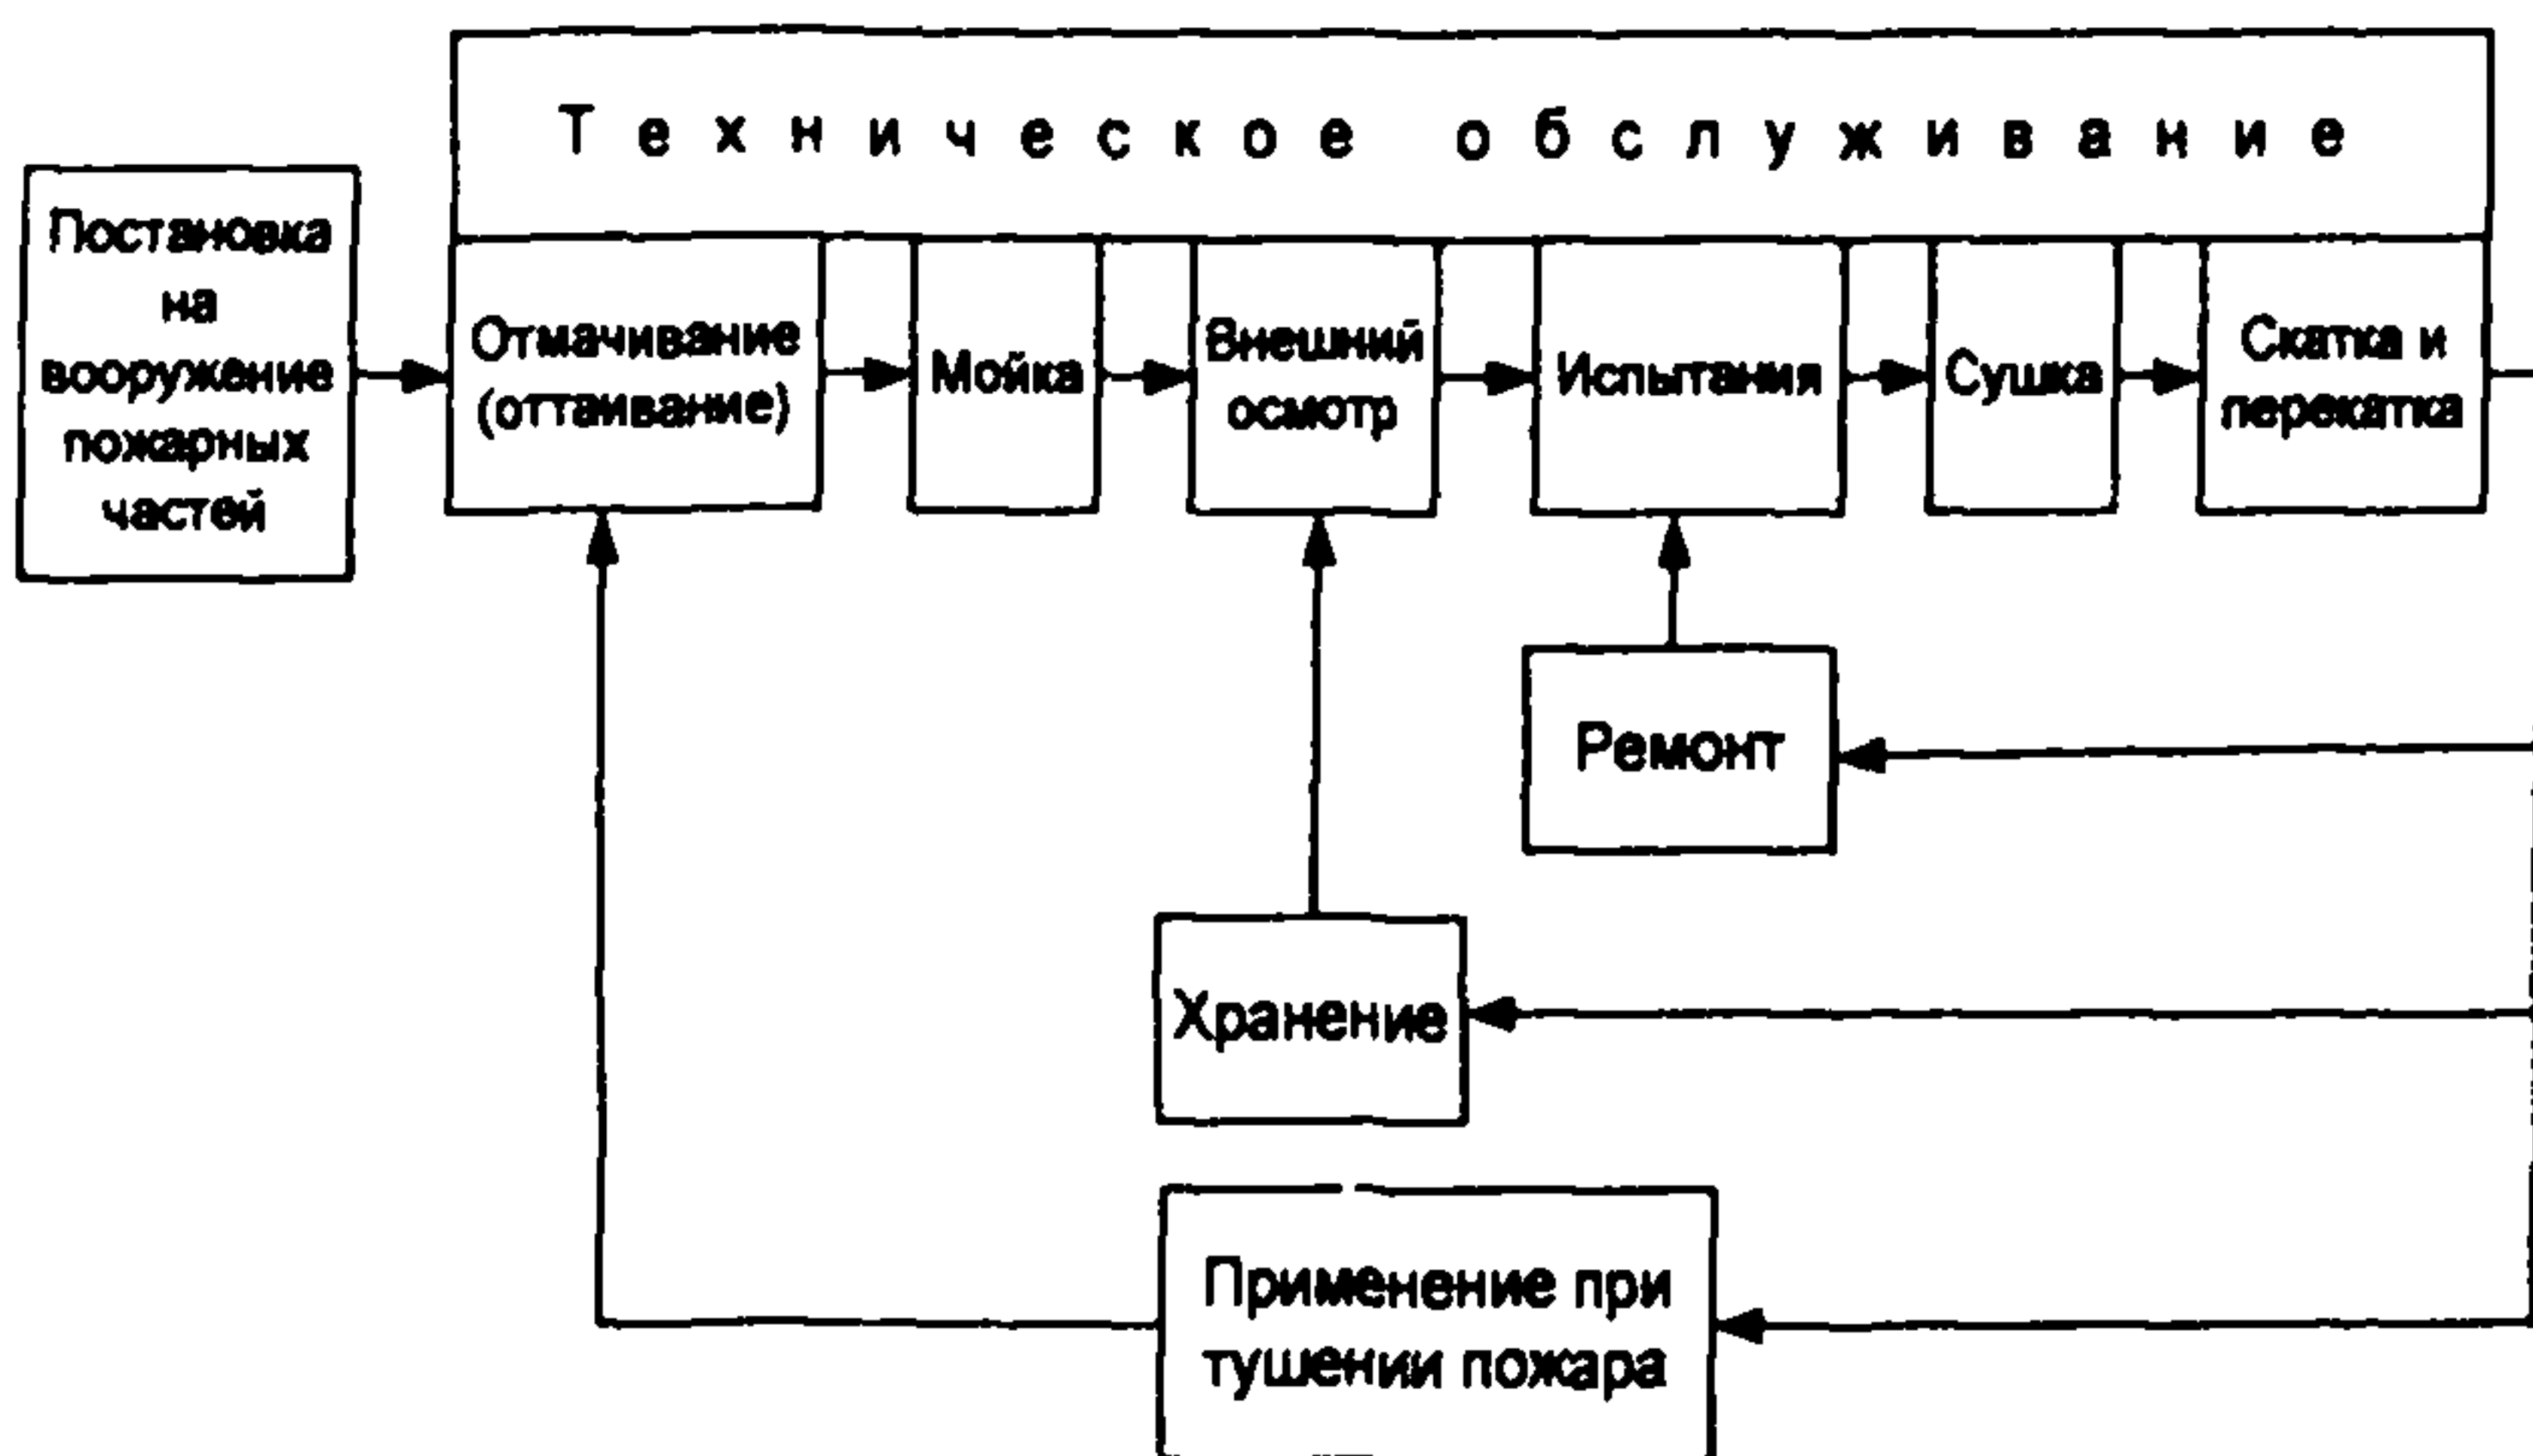 Техническое обслуживание
Постановка
на
вооружение
пожарных
частей
Отмачивание
(оттаивание)
Мойка
Внешний
осмотр
Испытания
Сушка
Скатка и
перекатка
Ремонт
Хранение
Применение при
тушении пожара